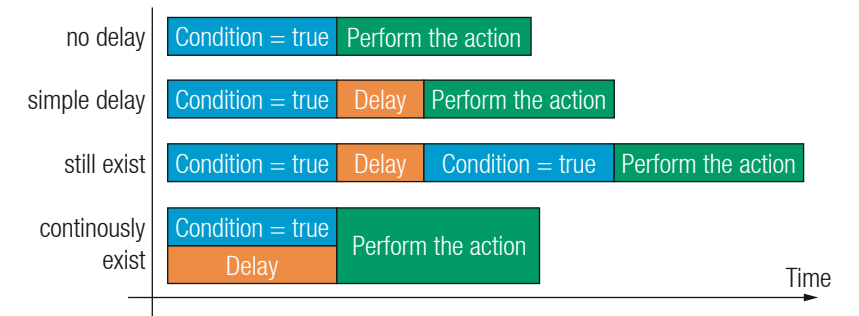 no delay Condition = true Perform the action
simple delay Condition = true Delay Perform the action
still exist Condition = true Delay Condition = true Perform the action
continously
exist
Condition = true
Delay
Perform the action
Time